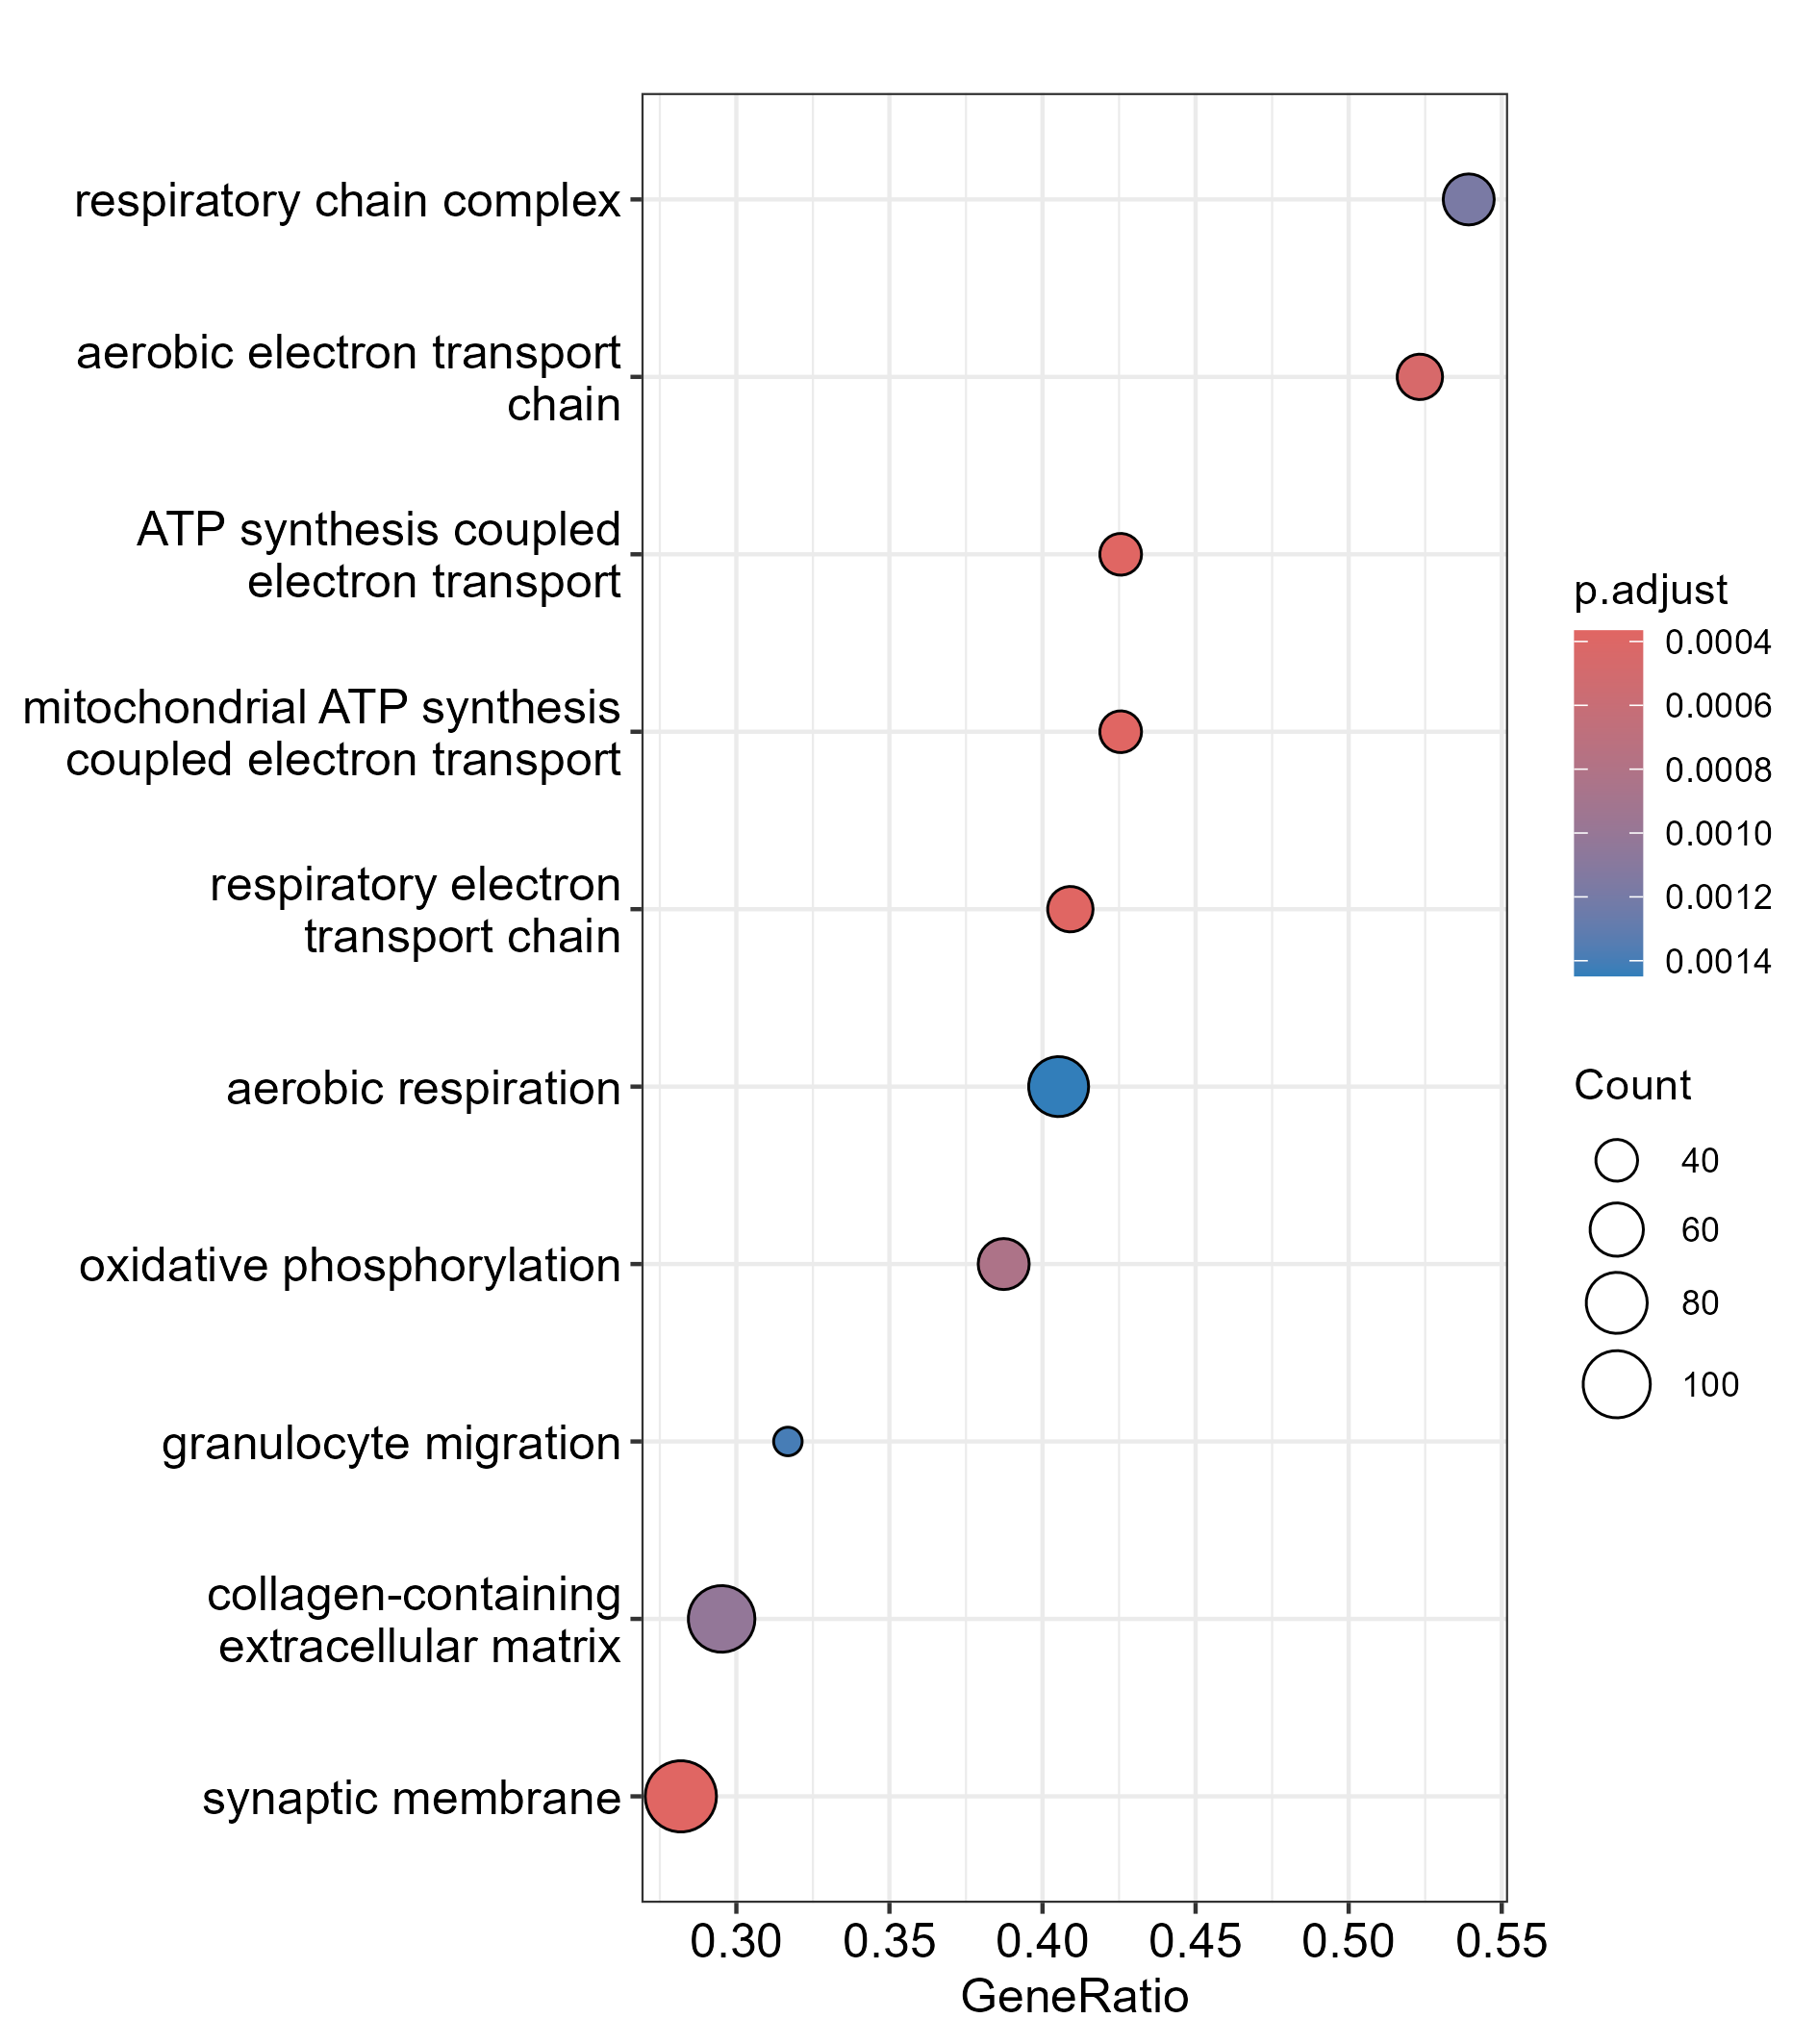 respiratory chain complex
aerobic electron transport
chain
ATP synthesis coupled
electron transport
mitochondrial ATP synthesis
coupled electron transport
respiratory electron
transport chain
aerobic respiration
oxidative phosphorylation
granulocyte migration
collagen-containing
extracellular matrix
synaptic membrane
0.30 0.35 0.40 0.45 0.50 0.55
GeneRatio
p.adjust
0.0004
0.0006
0.0008
0.0010
0.0012
0.0014
Count
40
60
80
100